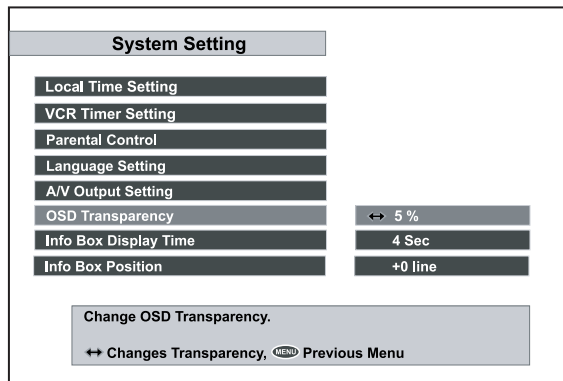 System Setting
Local Time Setting
VCR Timer Setting
Parental Control
Language Setting
A/V Output Setting
OSD Transparency ↔ 5 %
Info Box Display Time 4 Sec
Info Box Position +0 line
Change OSD Transparency.
↔ Changes Transparency, MENU Previous Menu